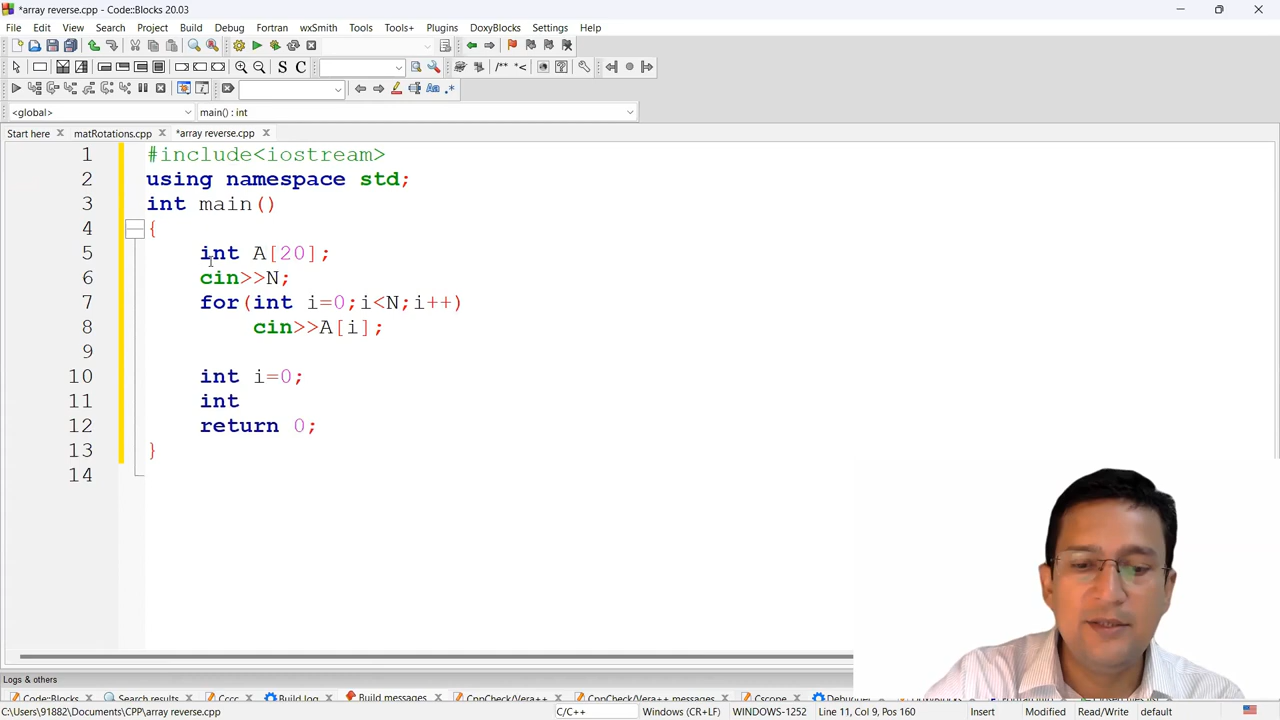 *array reverse.cpp - Code::Blocks 20.03
File Edit View Search Project Build Debug Fortran wxSmith Tools Tools+ Plugins DoxyBlocks Settings Help
S C /** *<
Aa .*
<global> main() : int
Start here matRotations.cpp *array reverse.cpp
1 #include<iostream>
2 using namespace std;
3 int main()
4 {
5 int A[20];
6 cin>>N;
7 for(int i=0;i<N;i++)
8 cin>>A[i];
9
10 int i=0;
11 int
12 return 0;
13 }
14
Logs & others
Code::Blocks Search results Cccc Build log Build messages CppCheck/Vera++ CppCheck/Vera++ messages Cscope Debugger
C:\Users\91882\Documents\CPP\array reverse.cpp C/C++ Windows (CR+LF) WINDOWS-1252 Line 11, Col 9, Pos 160 Insert Modified Read/Write default